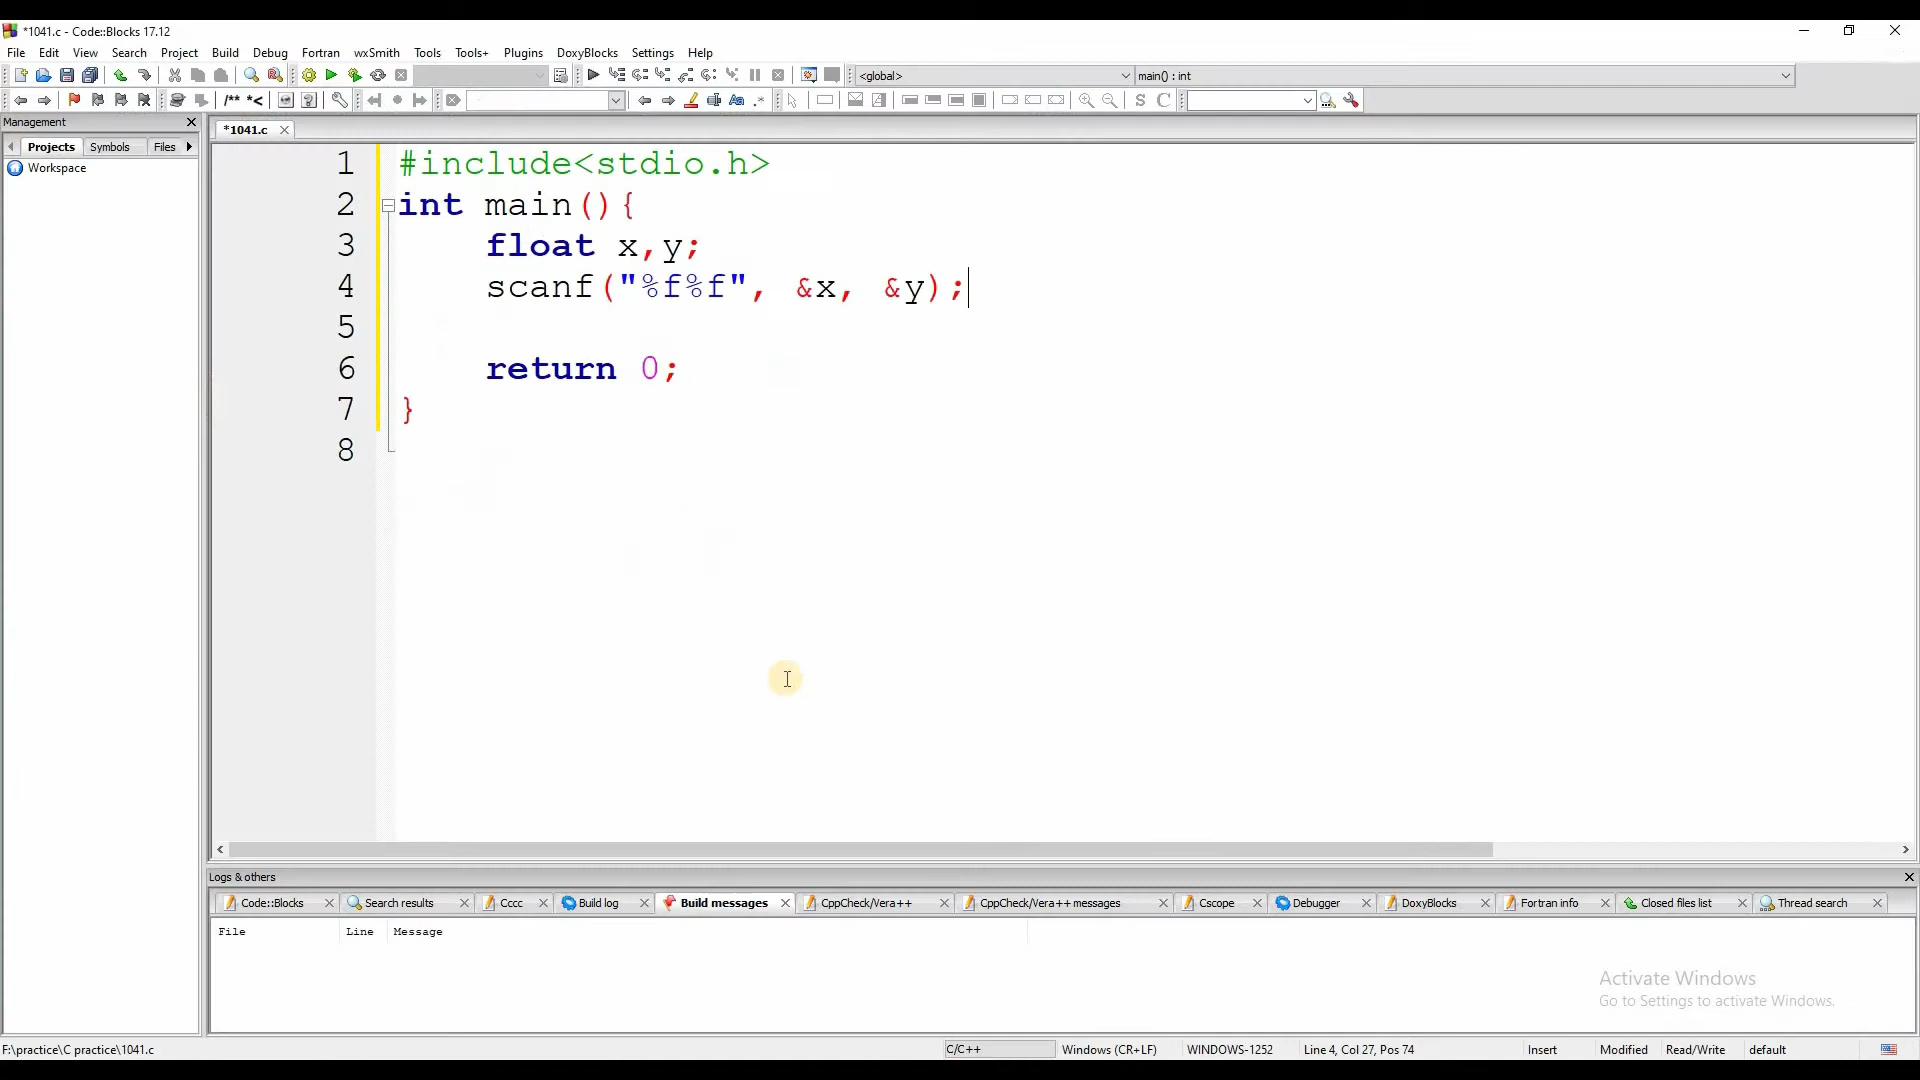 *1041.c - Code::Blocks 17.12
File Edit View Search Project Build Debug Fortran wxSmith Tools Tools+ Plugins DoxyBlocks Settings Help
<global> main() : int
/** *< S C
Management
Projects Symbols Files
Workspace
*1041.c
1 #include<stdio.h>
2 int main(){
3 float x,y;
4 scanf("%f%f", &x, &y);
5
6 return 0;
7 }
8
Logs & others
Code::Blocks Search results Cccc Build log Build messages CppCheck/Vera++ CppCheck/Vera++ messages Cscope Debugger DoxyBlocks Fortran info Closed files list Thread search
File Line Message
Activate Windows
Go to Settings to activate Windows.
F:\practice\C practice\1041.c C/C++ Windows (CR+LF) WINDOWS-1252 Line 4, Col 27, Pos 74 Insert Modified Read/Write default